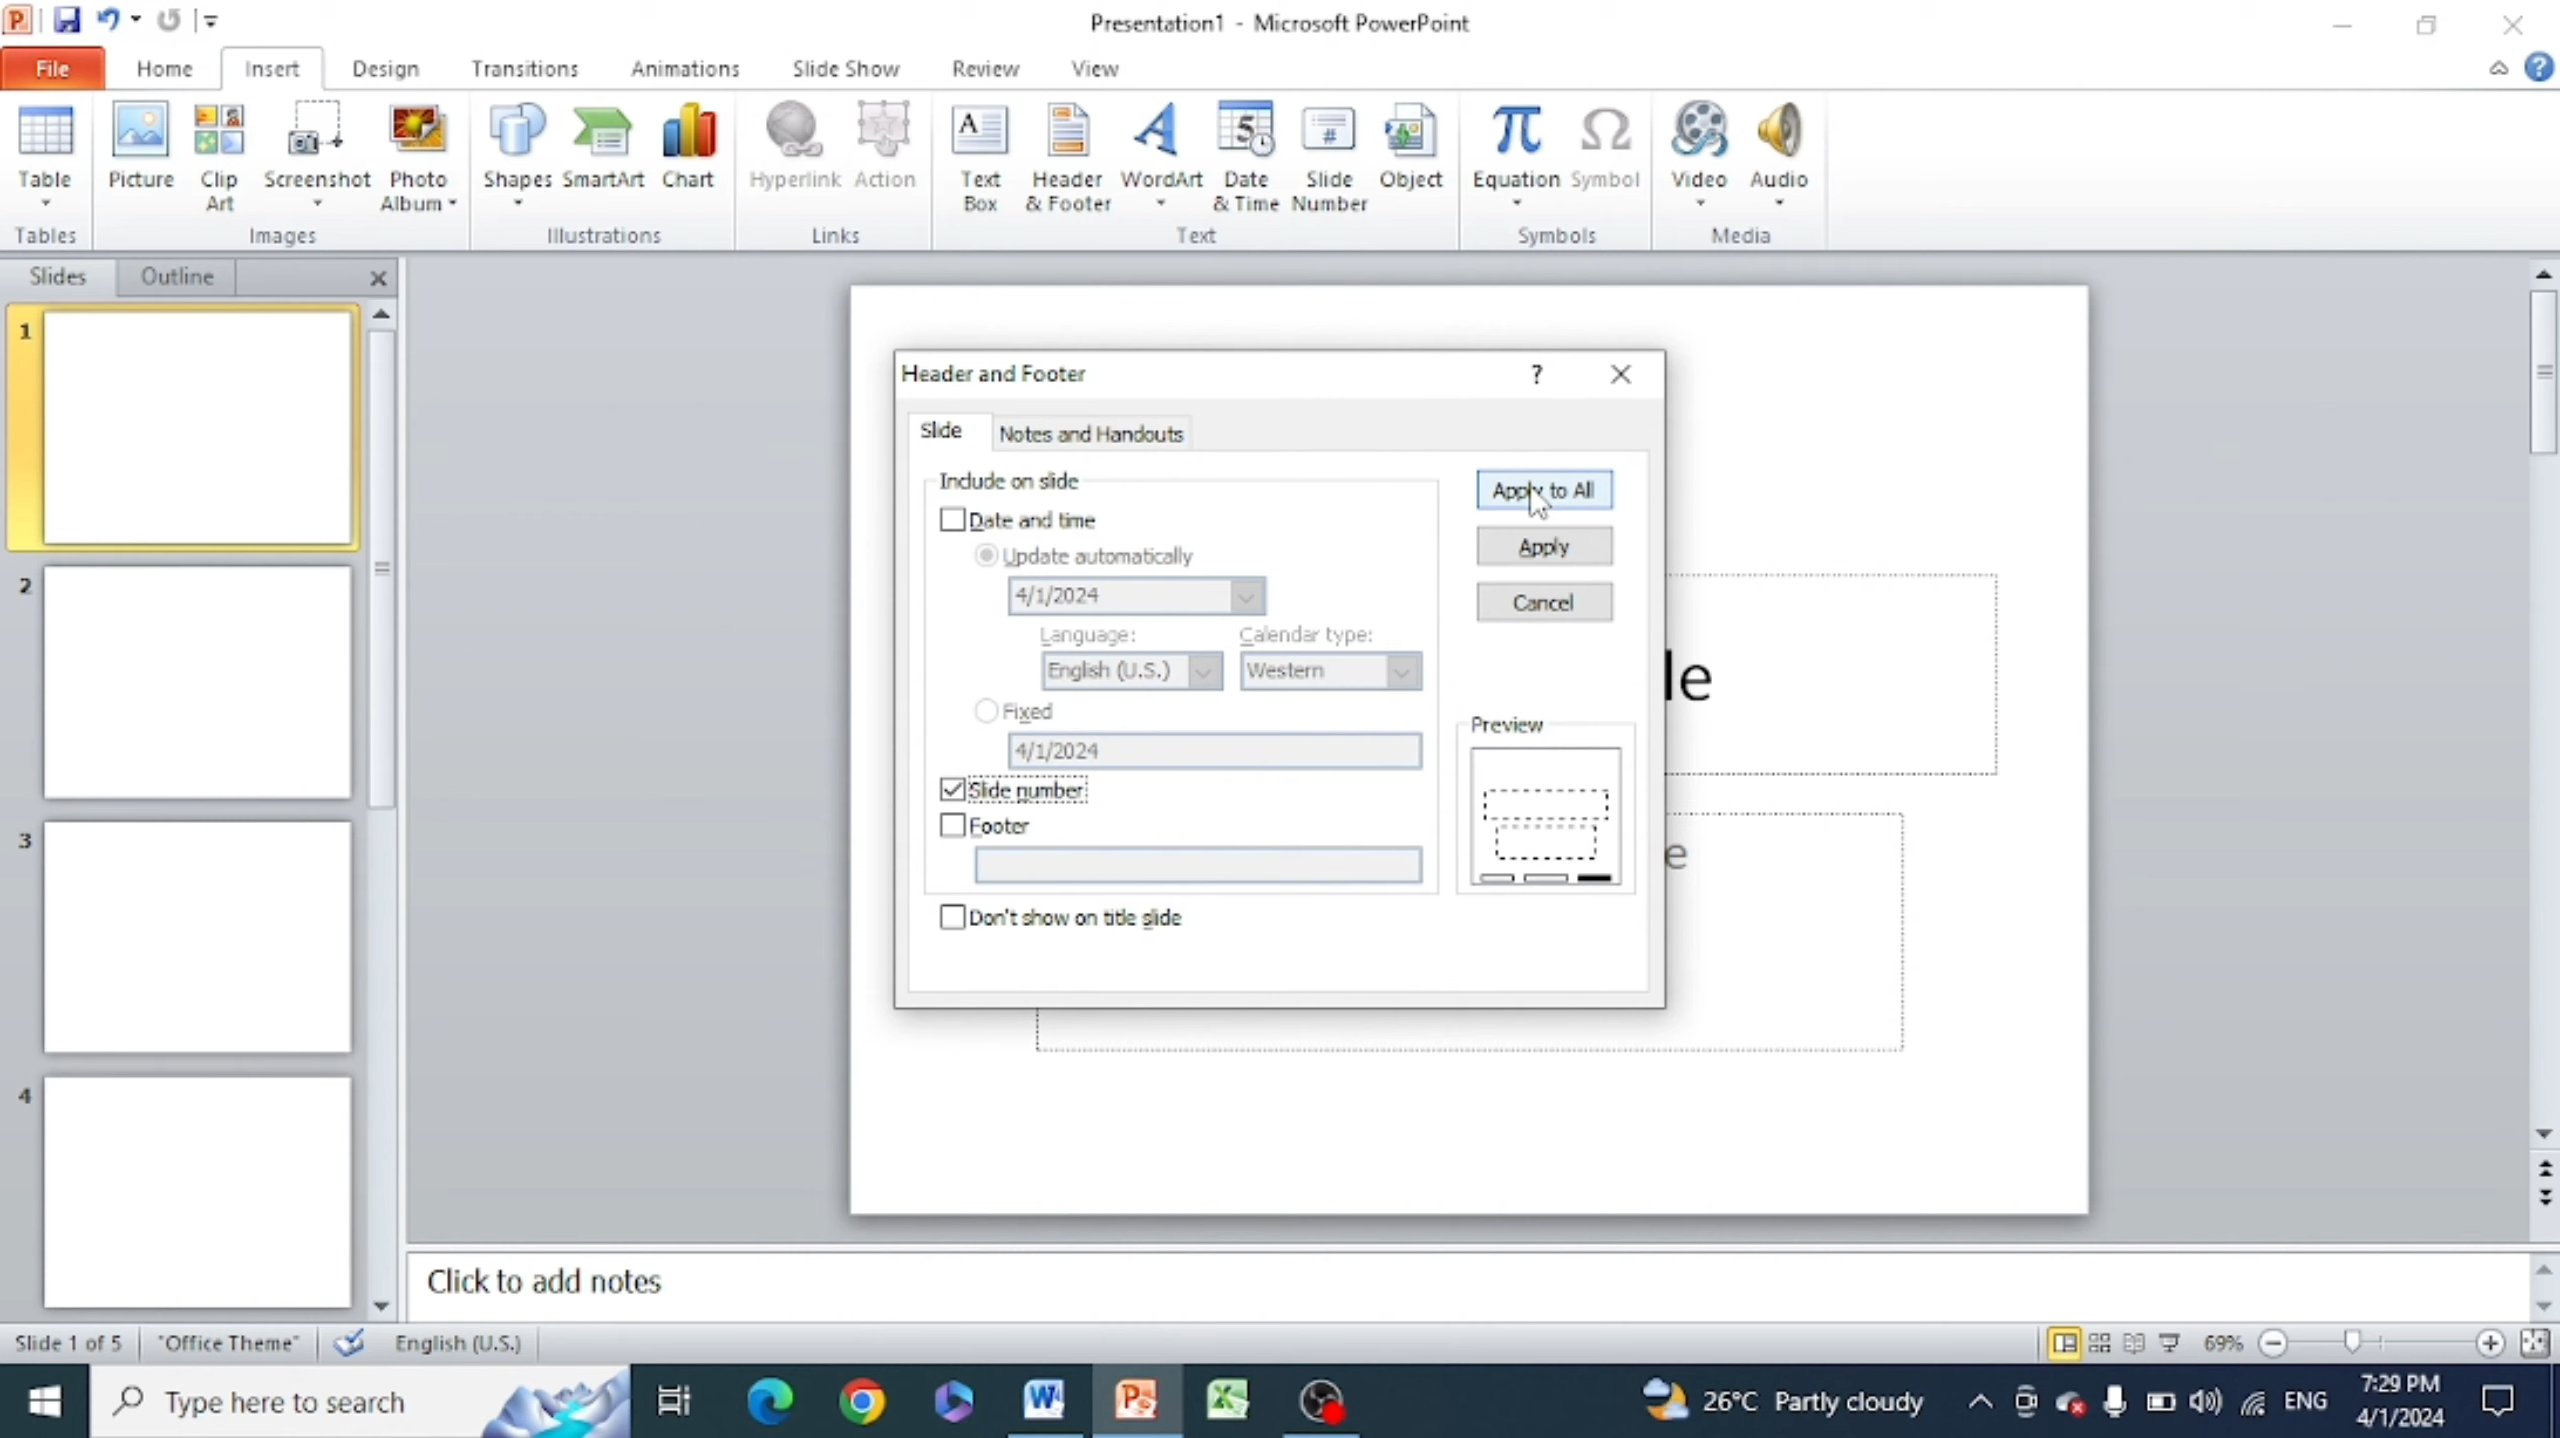 Presentation1 - Microsoft PowerPoint
File Home Insert Design Transitions Animations Slide Show Review View
Table
Picture
Clip
Art
Screenshot
Photo
Album
Shapes
SmartArt
Chart
Hyperlink
Action
Text
Box
Header
& Footer
WordArt
Date
& Time
Slide
Number
Object
Equation
Symbol
Video
Audio
Tables Images Illustrations Links Text Symbols Media
Slides Outline
1
2
3
4
Header and Footer
Slide Notes and Handouts
Include on slide
Date and time
Update automatically
4/1/2024
Language: Calendar type:
English (U.S.) Western
Fixed
4/1/2024
Slide number
Footer
Don't show on title slide
Apply to All
Apply
Cancel
Preview
le
e
Click to add notes
Slide 1 of 5 "Office Theme" English (U.S.) 69%
Type here to search
26°C Partly cloudy
ENG
7:29 PM
4/1/2024